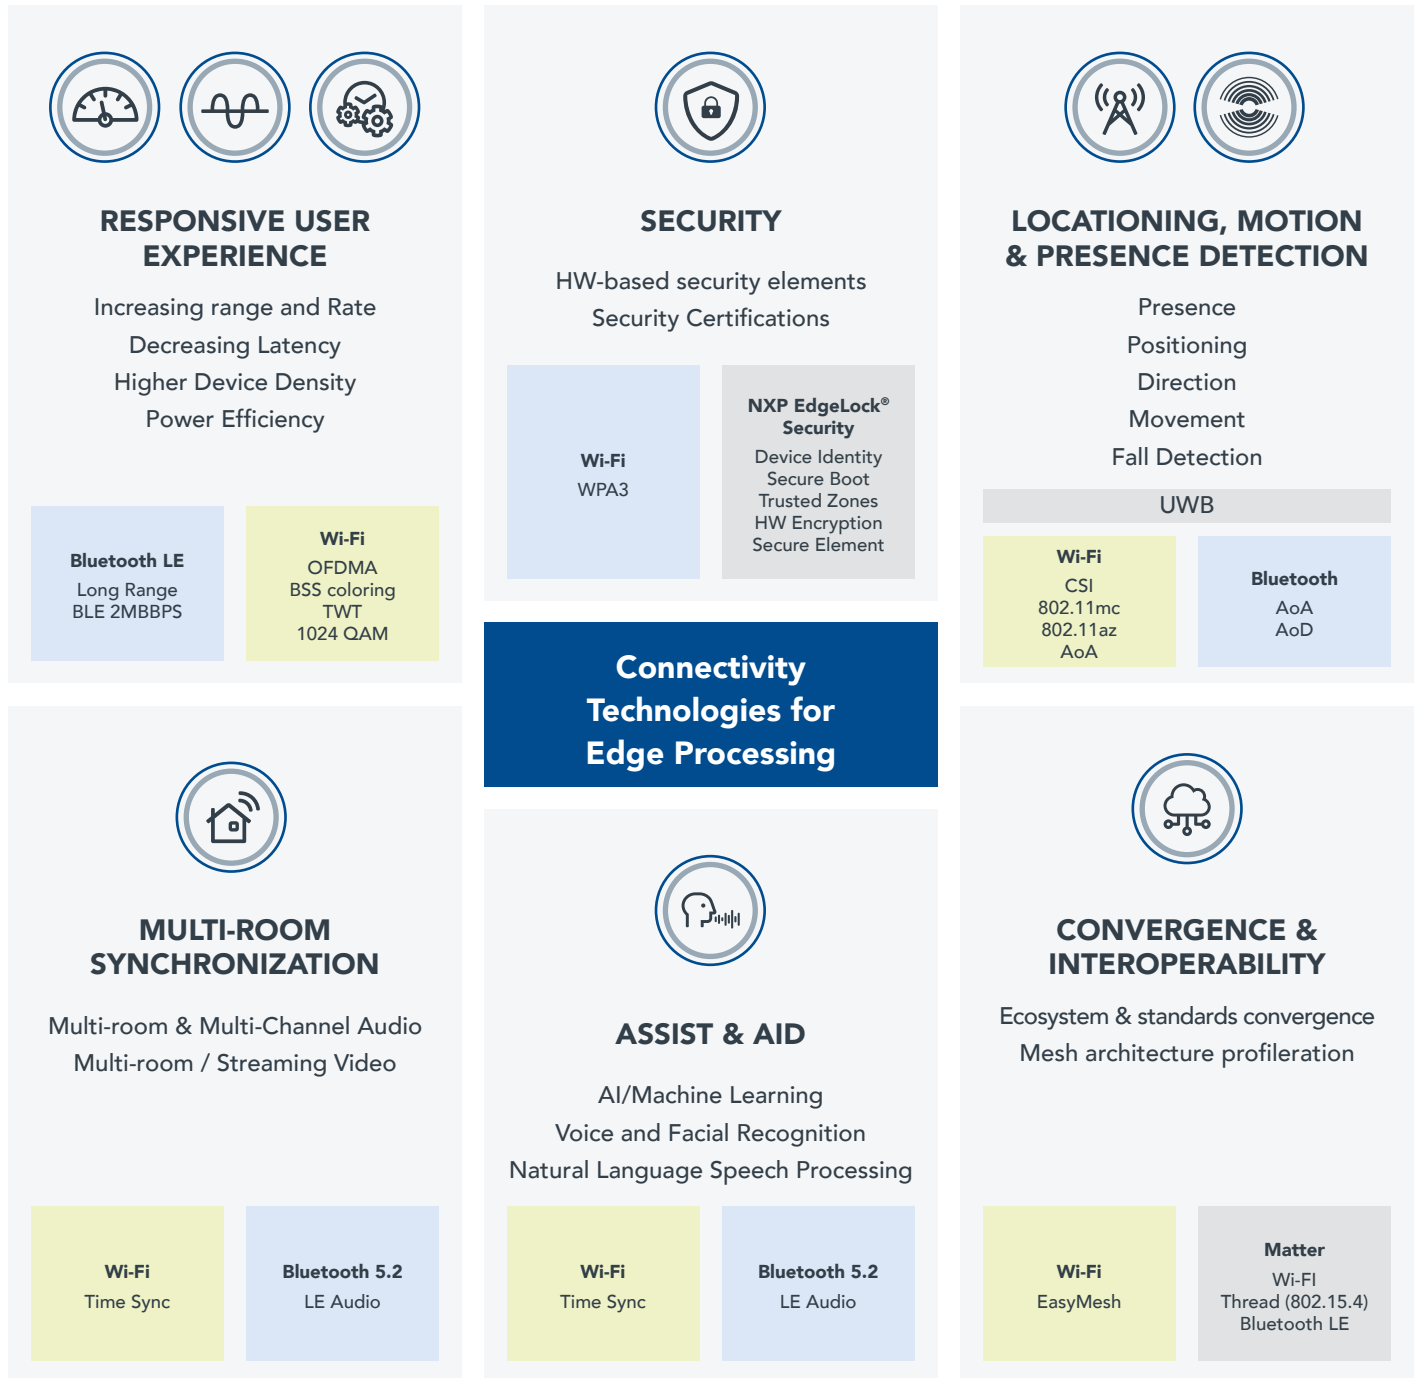 RESPONSIVE USER
EXPERIENCE
Increasing range and Rate
Decreasing Latency
Higher Device Density
Power Efficiency
Bluetooth LE
Long Range
BLE 2MBBPS
Wi-Fi
OFDMA
BSS coloring
TWT
1024 QAM
SECURITY
HW-based security elements
Security Certifications
Wi-Fi
WPA3
NXP EdgeLock®
Security
Device Identity
Secure Boot
Trusted Zones
HW Encryption
Secure Element
LOCATIONING, MOTION
& PRESENCE DETECTION
Presence
Positioning
Direction
Movement
Fall Detection
UWB
Wi-Fi
CSI
802.11mc
802.11az
AoA
Bluetooth
AoA
AoD
Connectivity
Technologies for
Edge Processing
MULTI-ROOM
SYNCHRONIZATION
Multi-room & Multi-Channel Audio
Multi-room / Streaming Video
Wi-Fi
Time Sync
Bluetooth 5.2
LE Audio
ASSIST & AID
AI/Machine Learning
Voice and Facial Recognition
Natural Language Speech Processing
Wi-Fi
Time Sync
Bluetooth 5.2
LE Audio
CONVERGENCE &
INTEROPERABILITY
Ecosystem & standards convergence
Mesh architecture profileration
Wi-Fi
EasyMesh
Matter
Wi-FI
Thread (802.15.4)
Bluetooth LE